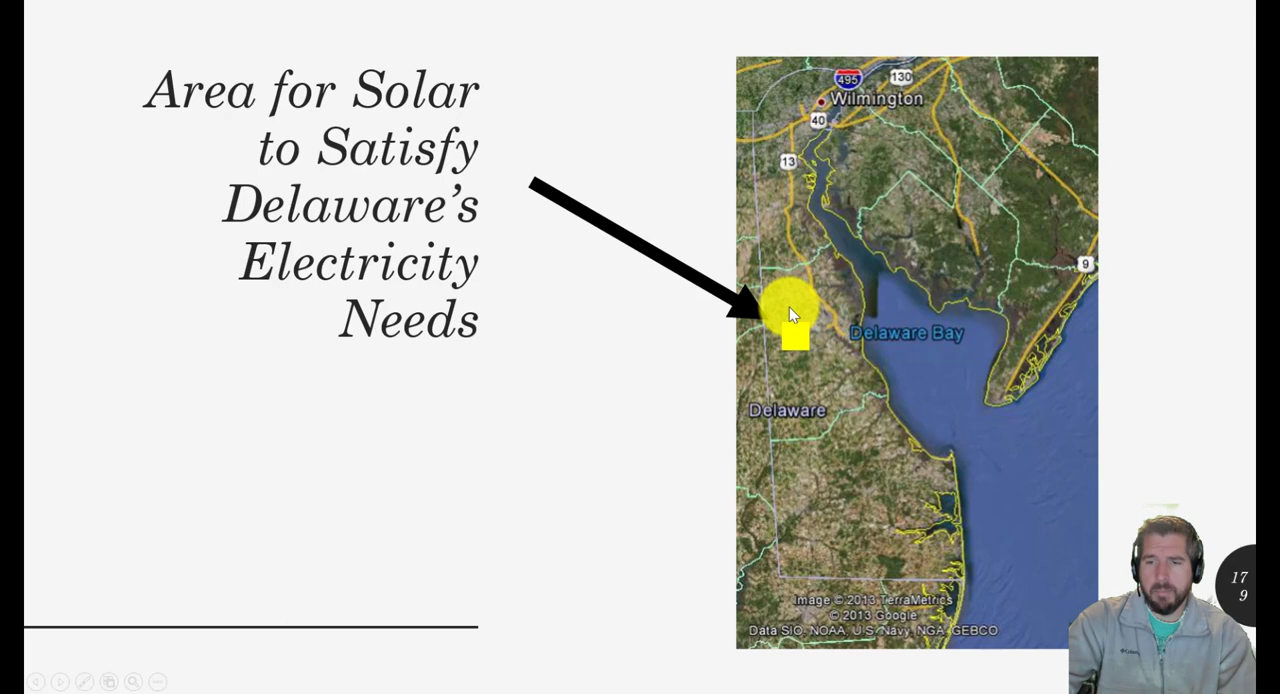 Area for Solar
to Satisfy
Delaware’s
Electricity
Needs
495
130
Wilmington
40
13
9
Delaware Bay
Delaware
Image © 2013 TerraMetrics
© 2013 Google
Data SIO, NOAA, U.S. Navy, NGA, GEBCO
17
9